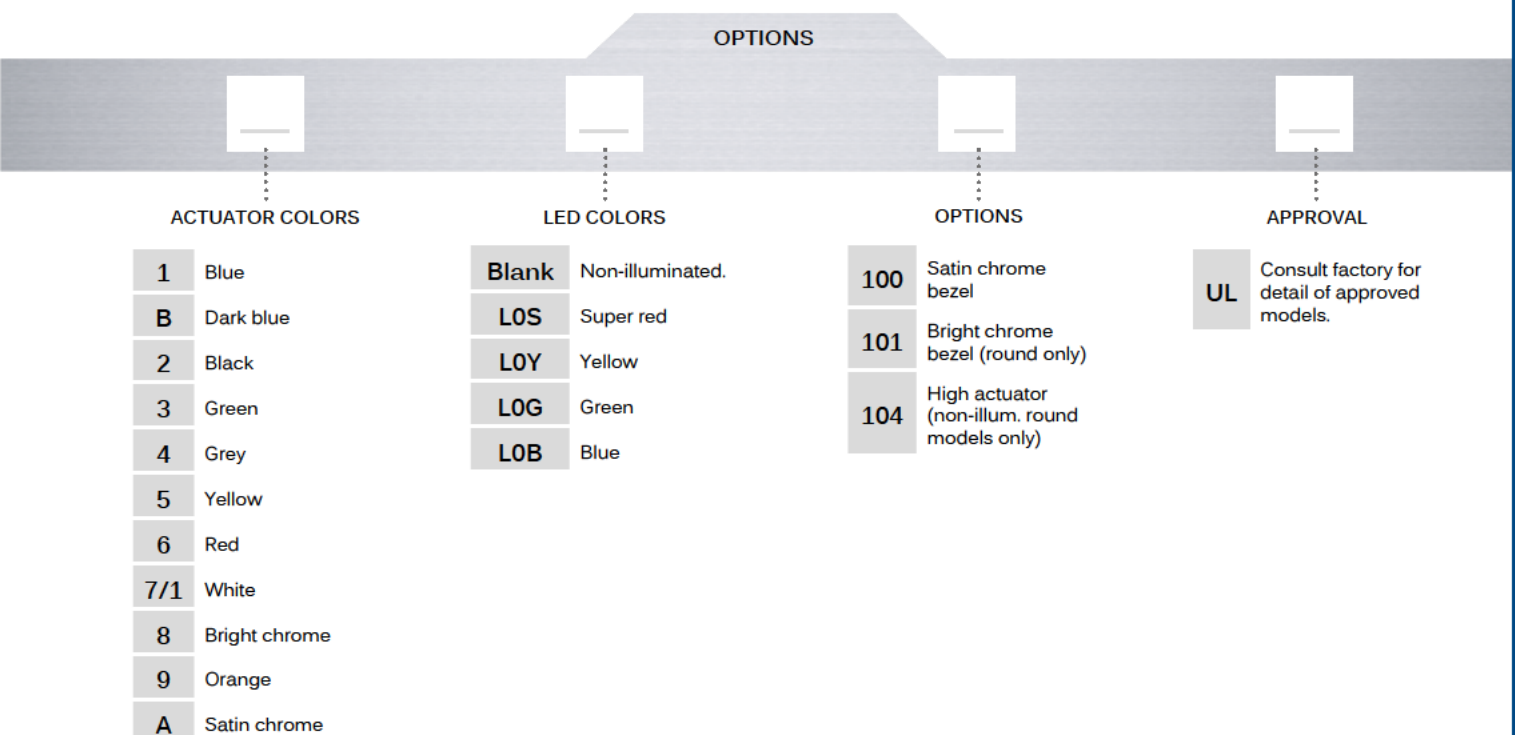 OPTIONS
ACTUATOR COLORS
1 Blue
B Dark blue
2 Black
3 Green
4 Grey
5 Yellow
6 Red
7/1 White
8 Bright chrome
9 Orange
A Satin chrome
LED COLORS
Blank Non-illuminated.
L0S Super red
L0Y Yellow
L0G Green
L0B Blue
OPTIONS
100 Satin chrome
bezel
101 Bright chrome
bezel (round only)
104 High actuator
(non-illum. round
models only)
APPROVAL
UL Consult factory for
detail of approved
models.